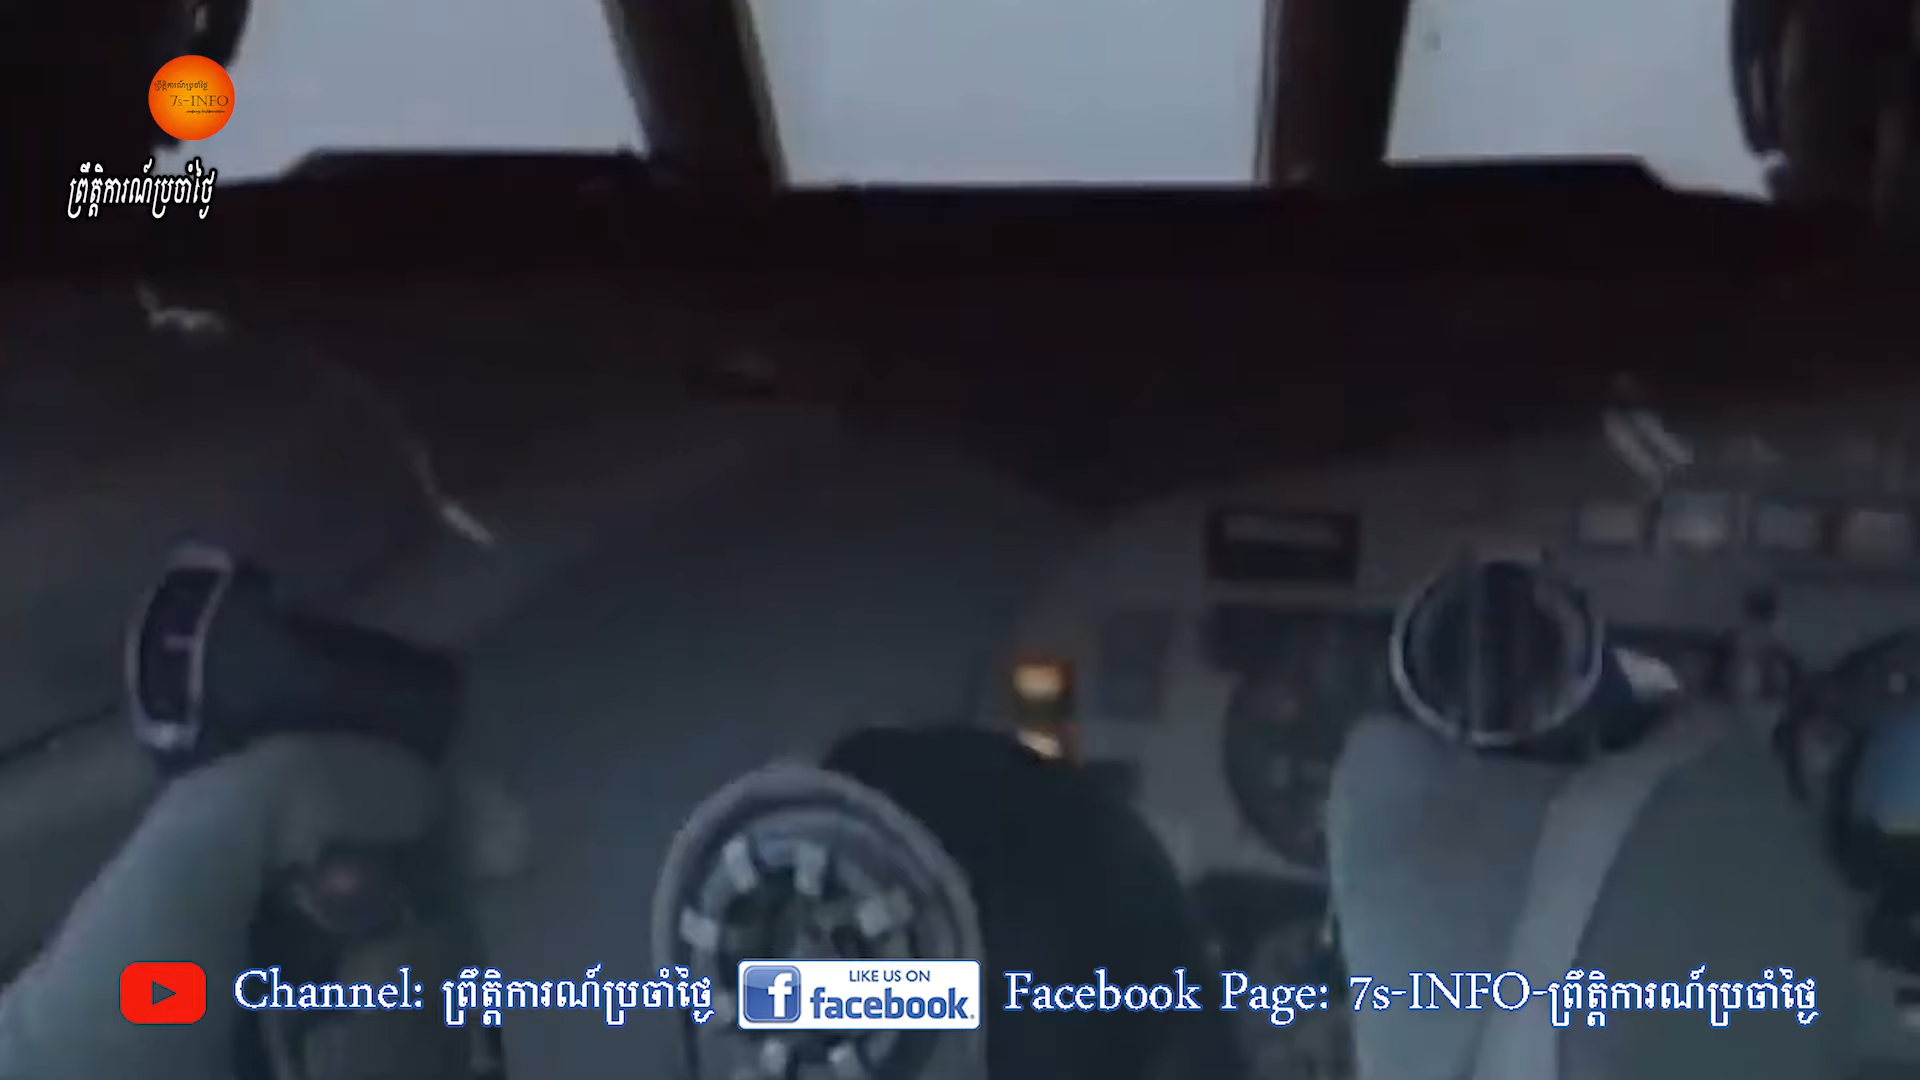 ព្រឹត្តិការណ៍ប្រចាំថ្ងៃ
7s-INFO
ព្រឹត្តិការណ៍ប្រចាំថ្ងៃ
Channel: ព្រឹត្តិការណ៍ប្រចាំថ្ងៃ
LIKE US ON
facebook.
Facebook Page: 7s-INFO-ព្រឹត្តិការណ៍ប្រចាំថ្ងៃ